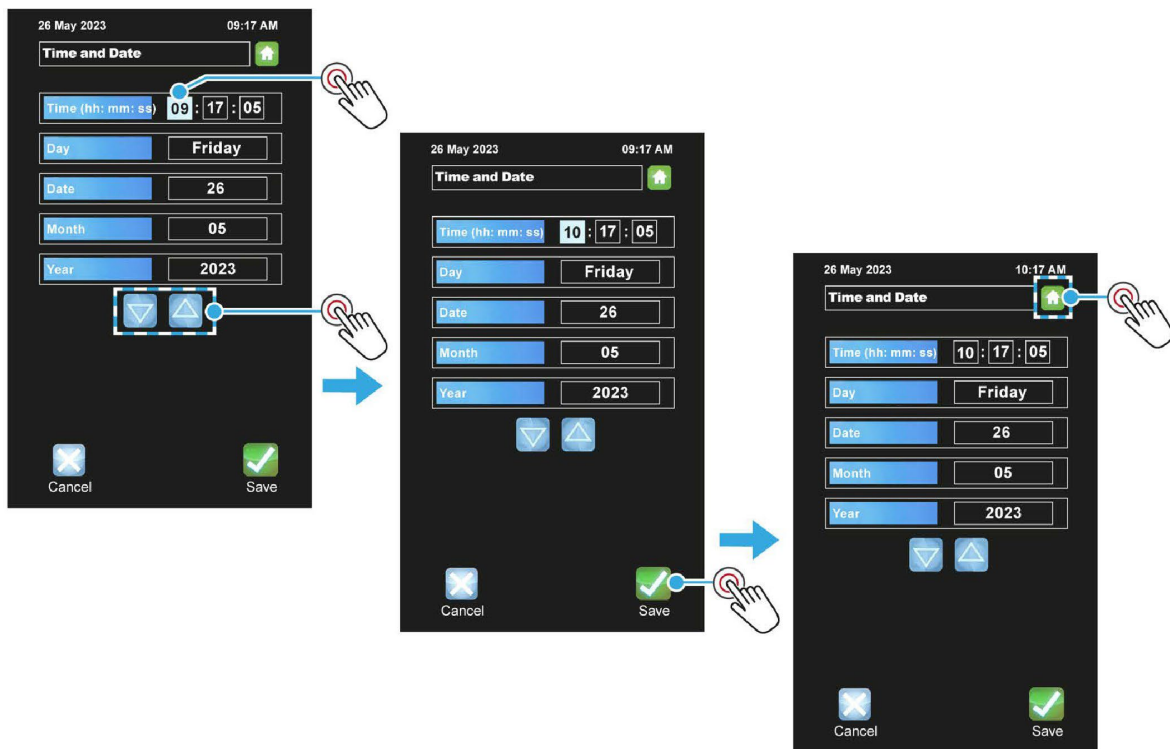 26 May 2023 09:17 AM
Time and Date
Time (hh: mm: ss) 09 : 17 : 05
Day Friday
Date 26
Month 05
Year 2023
Cancel Save
26 May 2023 09:17 AM
Time and Date
Time (hh: mm: ss) 10 : 17 : 05
Day Friday
Date 26
Month 05
Year 2023
Cancel Save
26 May 2023 10:17 AM
Time and Date
Time (hh: mm: ss) 10 : 17 : 05
Day Friday
Date 26
Month 05
Year 2023
Cancel Save